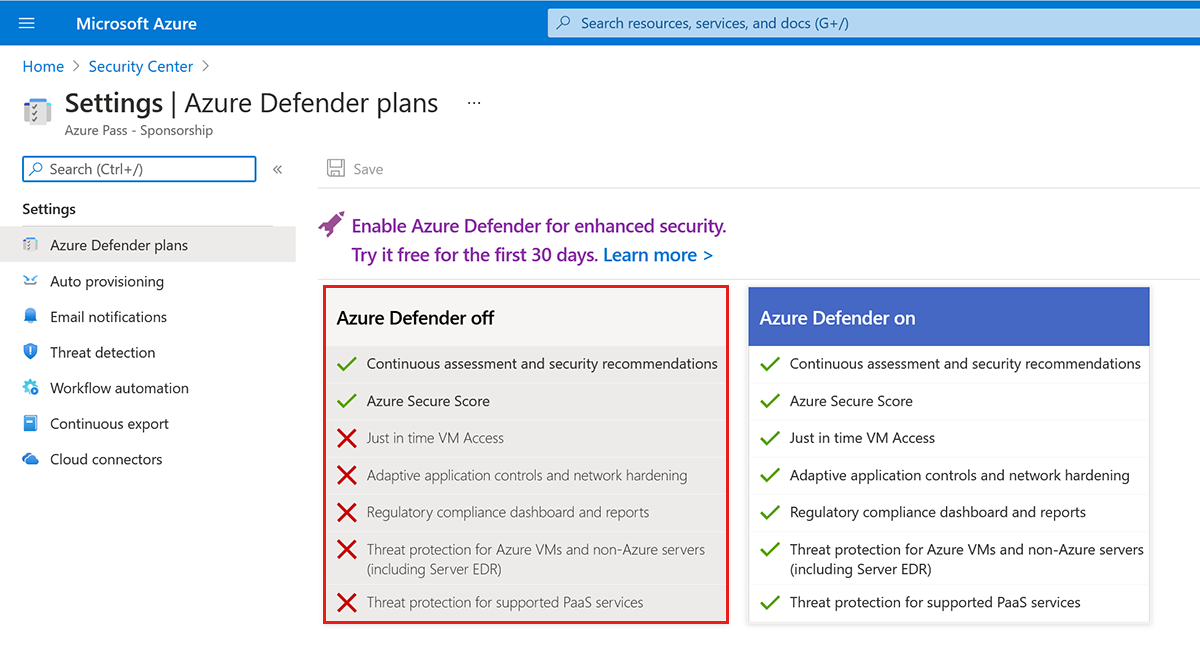 Microsoft Azure
Search resources, services, and docs (G+/)
Home > Security Center >
Settings | Azure Defender plans ...
Azure Pass - Sponsorship
Search (Ctrl+/)
«
Save
Settings
Azure Defender plans
Auto provisioning
Email notifications
Threat detection
Workflow automation
Continuous export
Cloud connectors
Enable Azure Defender for enhanced security.
Try it free for the first 30 days. Learn more >
Azure Defender off
Continuous assessment and security recommendations
Azure Secure Score
Just in time VM Access
Adaptive application controls and network hardening
Regulatory compliance dashboard and reports
Threat protection for Azure VMs and non-Azure servers
(including Server EDR)
Threat protection for supported PaaS services
Azure Defender on
Continuous assessment and security recommendations
Azure Secure Score
Just in time VM Access
Adaptive application controls and network hardening
Regulatory compliance dashboard and reports
Threat protection for Azure VMs and non-Azure servers
(including Server EDR)
Threat protection for supported PaaS services